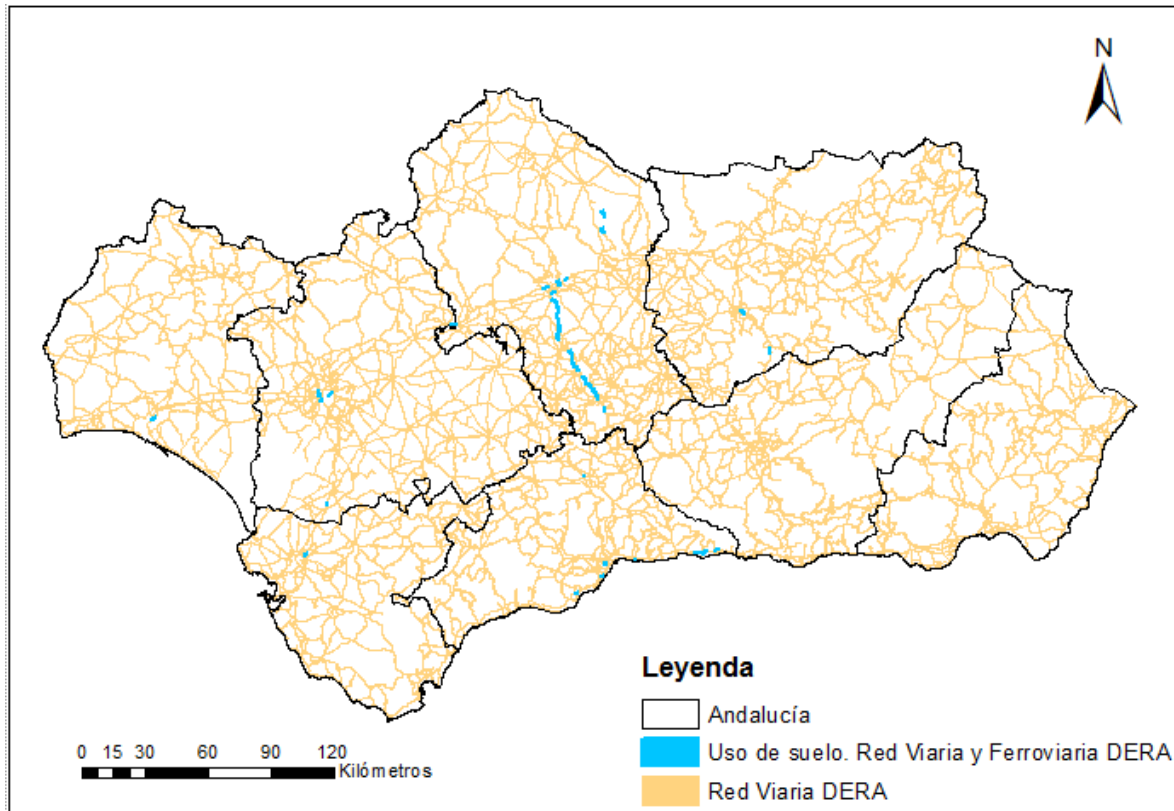 N
Leyenda
Andalucía
Uso de suelo. Red Viaria y Ferroviaria DERA
Red Viaria DERA
0 15 30 60 90 120
Kilómetros